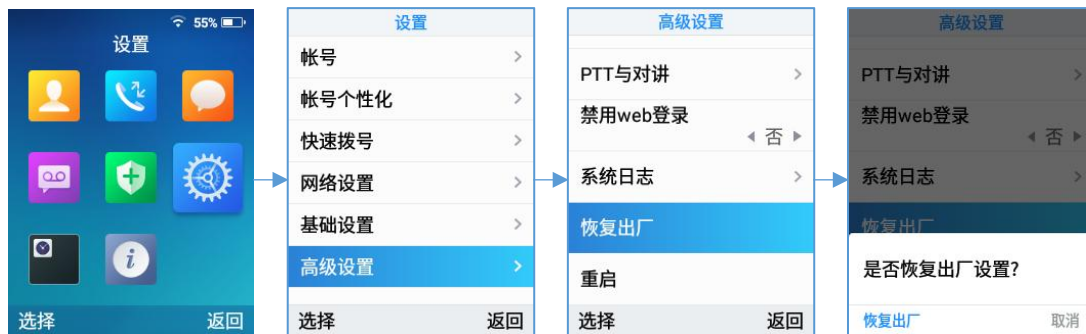 55%
设置
选择 返回
设置
帐号
帐号个性化
快速拨号
网络设置
基础设置
高级设置
选择 返回
高级设置
PTT与对讲
禁用web登录
否
系统日志
恢复出厂
重启
选择 返回
高级设置
PTT与对讲
禁用web登录
否
系统日志
恢复出厂
是否恢复出厂设置?
恢复出厂 取消